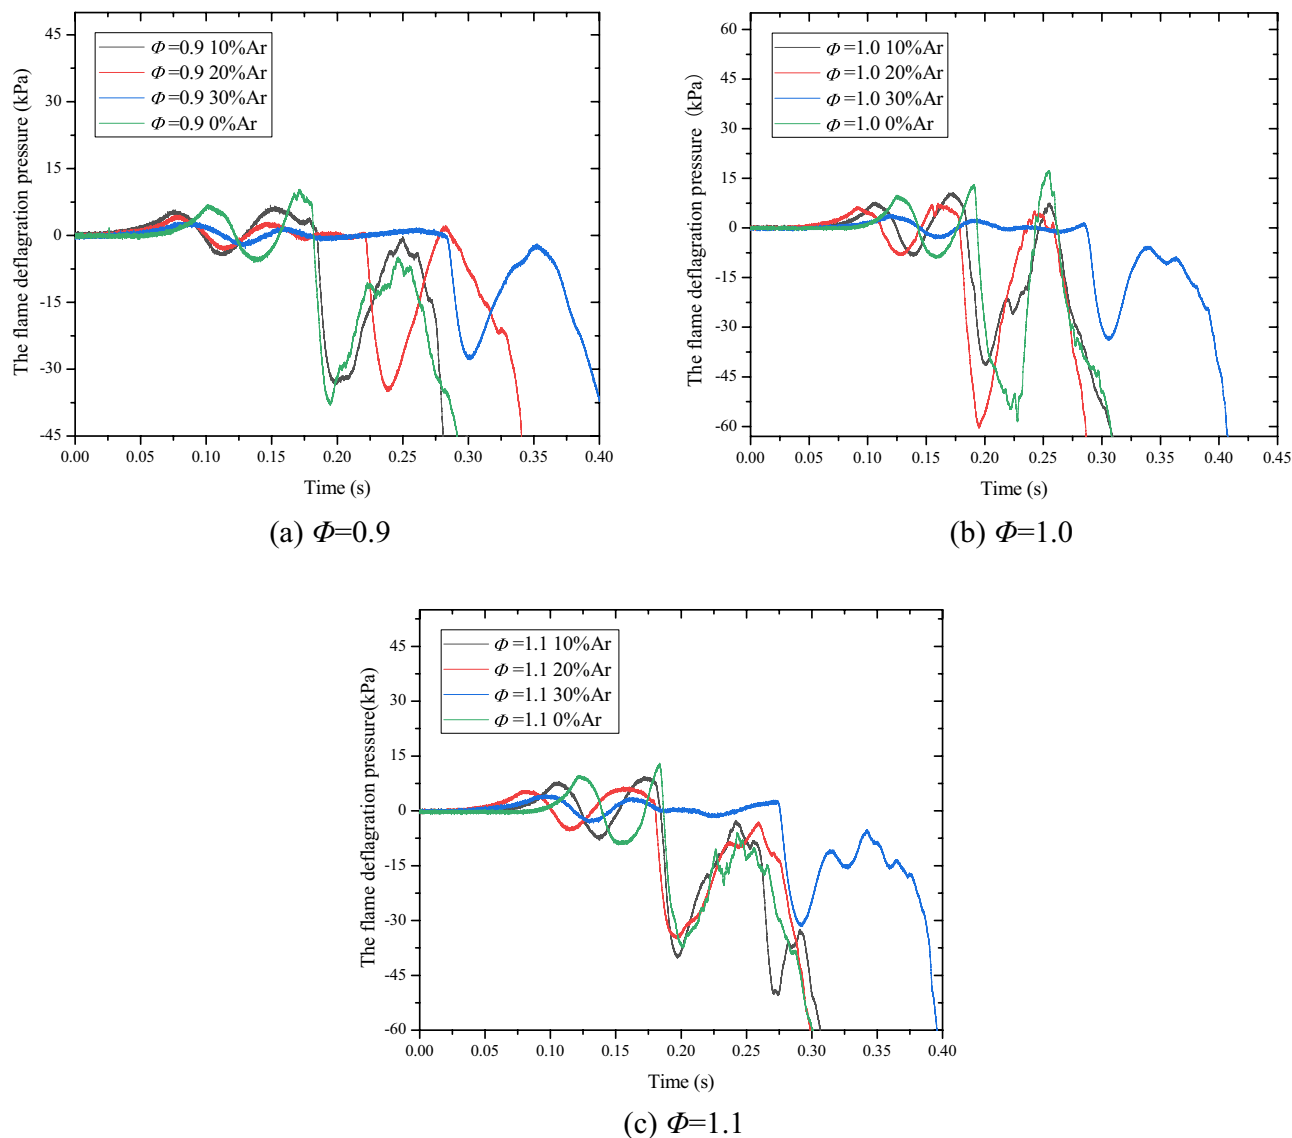 The flame deflagration pressure (kPa)
45
30
15
0
-15
-30
-45
Φ=0.9 10%Ar
Φ=0.9 20%Ar
Φ=0.9 30%Ar
Φ=0.9 0%Ar
0.00 0.05 0.10 0.15 0.20 0.25 0.30 0.35 0.40
Time (s)
(a) Φ=0.9
The flame deflagration pressure (kPa)
60
45
30
15
0
-15
-30
-45
-60
Φ=1.0 10%Ar
Φ=1.0 20%Ar
Φ=1.0 30%Ar
Φ=1.0 0%Ar
0.00 0.05 0.10 0.15 0.20 0.25 0.30 0.35 0.40 0.45
Time (s)
(b) Φ=1.0
The flame deflagration pressure(kPa)
45
30
15
0
-15
-30
-45
-60
Φ=1.1 10%Ar
Φ=1.1 20%Ar
Φ=1.1 30%Ar
Φ=1.1 0%Ar
0.00 0.05 0.10 0.15 0.20 0.25 0.30 0.35 0.40
Time (s)
(c) Φ=1.1